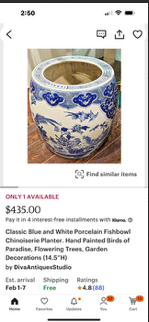 2:50
Find similar items
ONLY 1 AVAILABLE
$435.00
Pay it in 4 interest-free installments with Klarna.
Classic Blue and White Porcelain Fishbowl
Chinoiserie Planter. Hand Painted Birds of
Paradise, Flowering Trees, Garden
Decorations (14.5"H)
by DivaAntiquesStudio
Est. arrival Shipping Ratings
Feb 1-7 Free 4.8 (88)
Home Favorites Updates You Cart